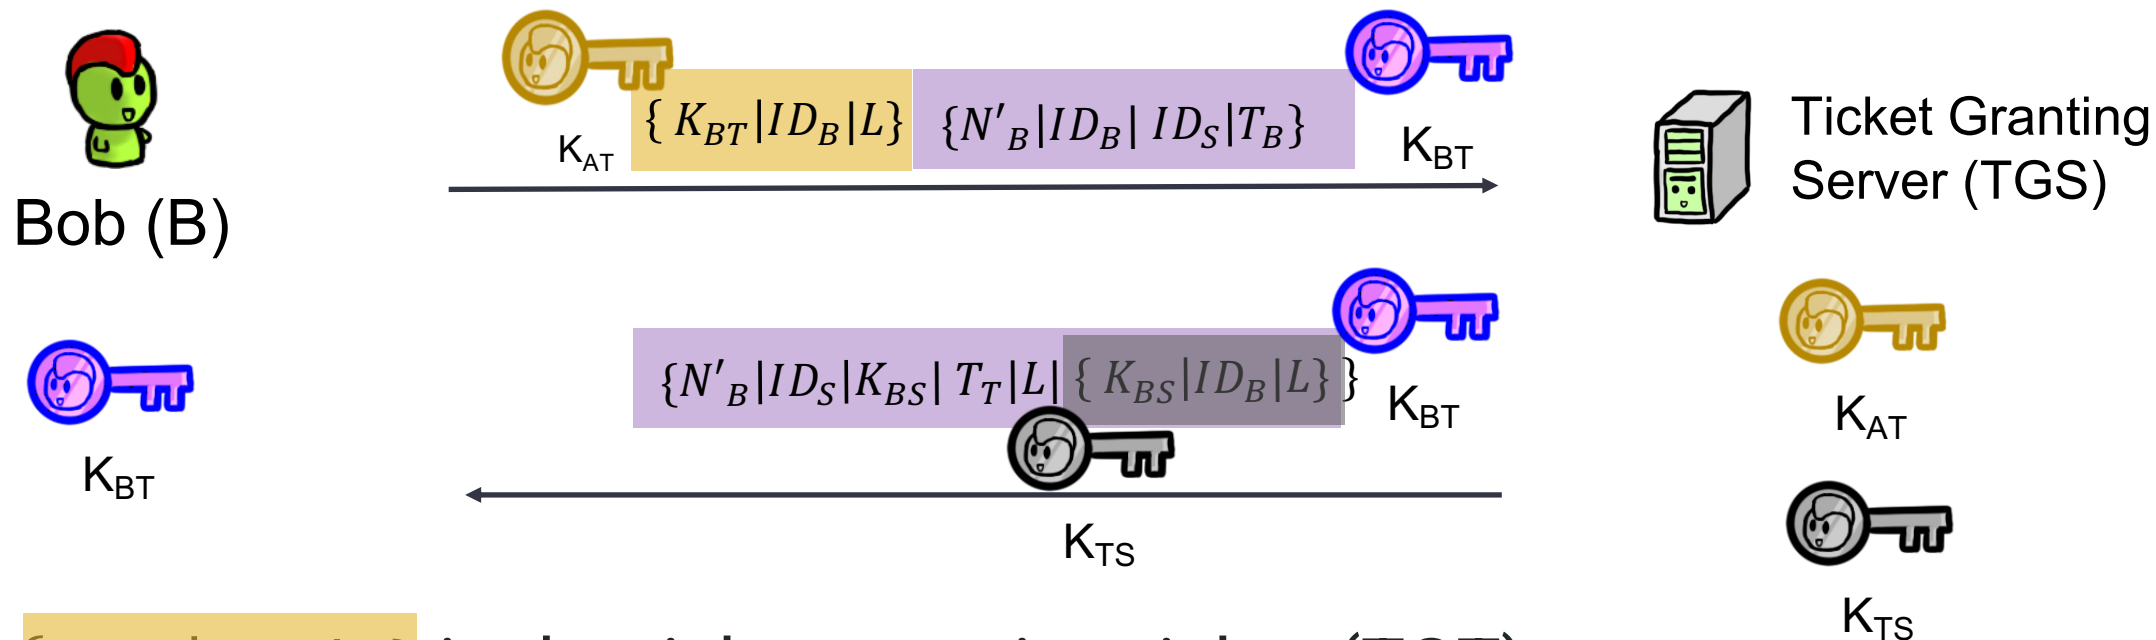 { K_BT|ID_B|L} {N'_B|ID_B| ID_S|T_B}
K_AT
K_BT
Ticket Granting
Server (TGS)
Bob (B)
{N'_B|ID_S|K_BS| T_T|L| { K_BS|ID_B|L} }
K_BT
K_AT
K_BT
K_TS
K_TS